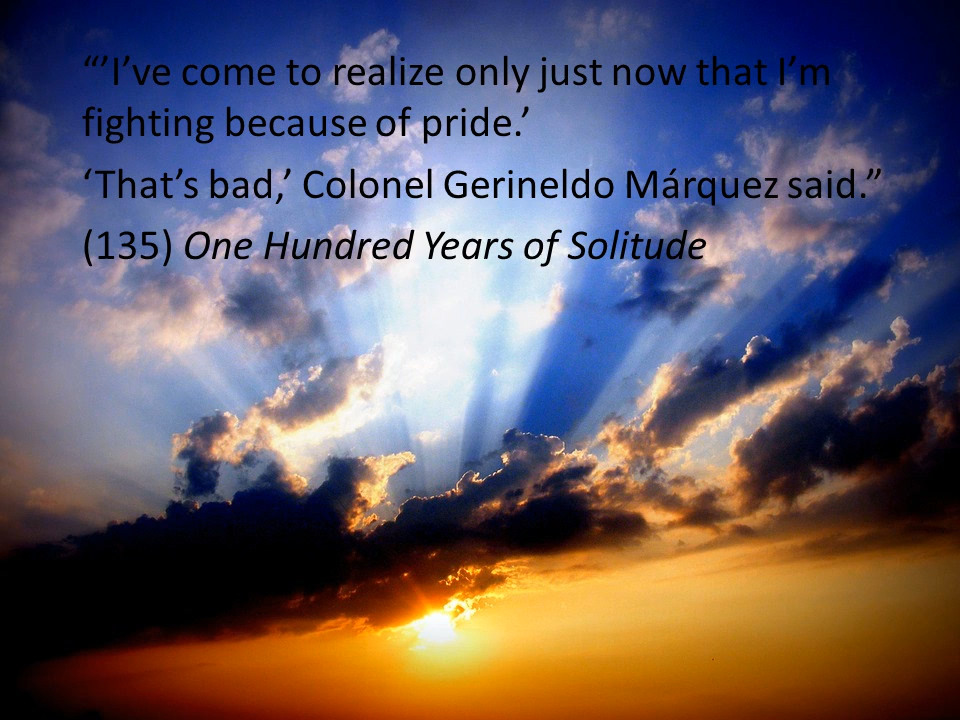 “’I’ve come to realize only just now that I’m
fighting because of pride.’
‘That’s bad,’ Colonel Gerineldo Márquez said.”
(135) One Hundred Years of Solitude